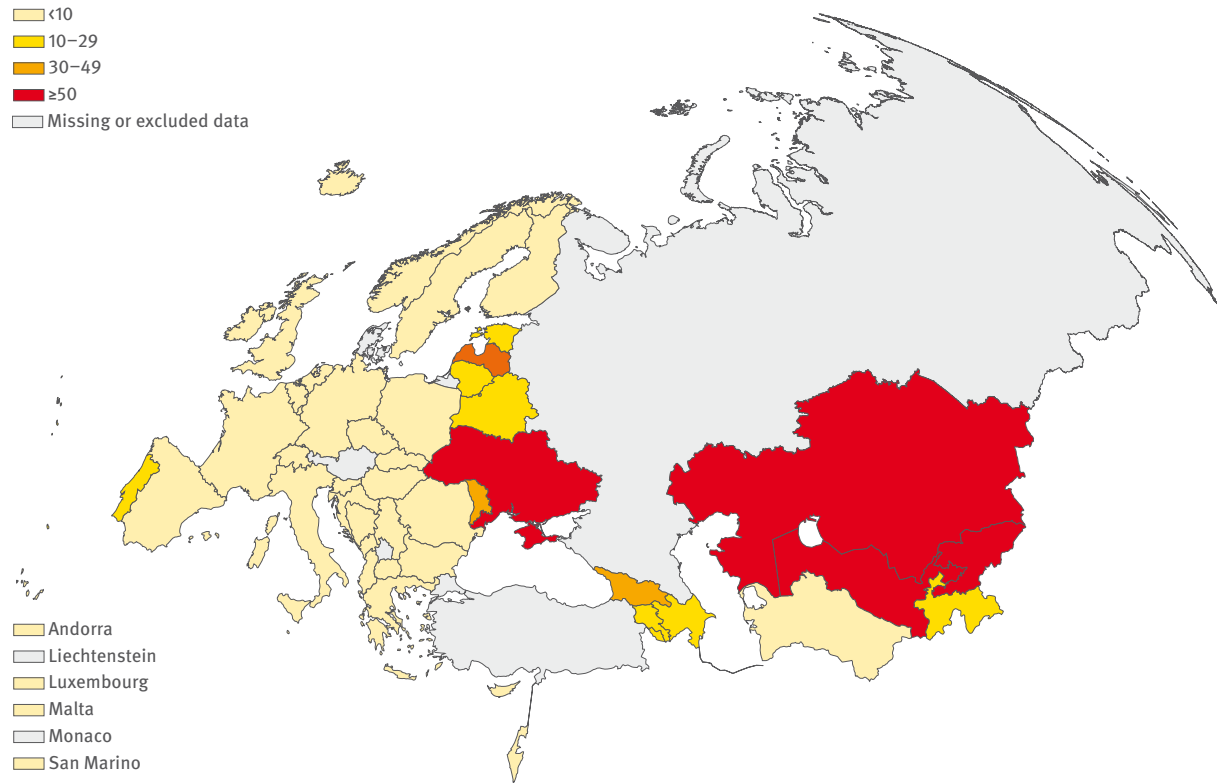 <10
10–29
30–49
≥50
Missing or excluded data
Andorra
Liechtenstein
Luxembourg
Malta
Monaco
San Marino